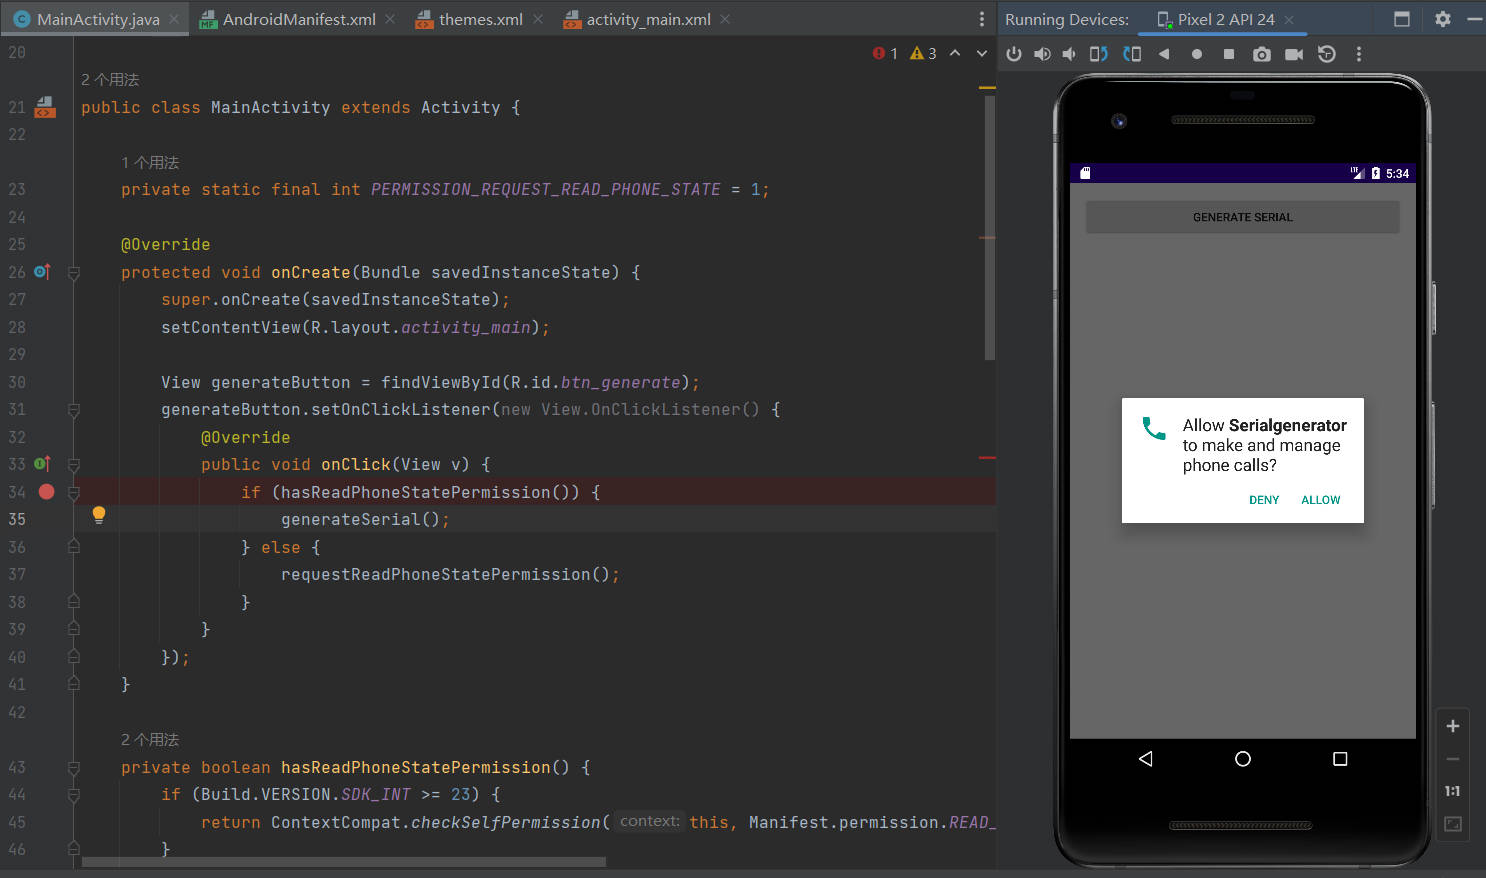 MainActivity.java
AndroidManifest.xml
themes.xml
activity_main.xml
Running Devices:
Pixel 2 API 24
1
3
20
2 个用法
21 public class MainActivity extends Activity {
22
1 个用法
23 private static final int PERMISSION_REQUEST_READ_PHONE_STATE = 1;
24
25 @Override
26 protected void onCreate(Bundle savedInstanceState) {
27 super.onCreate(savedInstanceState);
28 setContentView(R.layout.activity_main);
29
30 View generateButton = findViewById(R.id.btn_generate);
31 generateButton.setOnClickListener(new View.OnClickListener() {
32 @Override
33 public void onClick(View v) {
34 if (hasReadPhoneStatePermission()) {
35 generateSerial();
36 } else {
37 requestReadPhoneStatePermission();
38 }
39 }
40 });
41 }
42
2 个用法
43 private boolean hasReadPhoneStatePermission() {
44 if (Build.VERSION.SDK_INT >= 23) {
45 return ContextCompat.checkSelfPermission( context: this, Manifest.permission.READ_
46 }
LTE
5:34
GENERATE SERIAL
Allow Serialgenerator
to make and manage
phone calls?
DENY
ALLOW
1:1